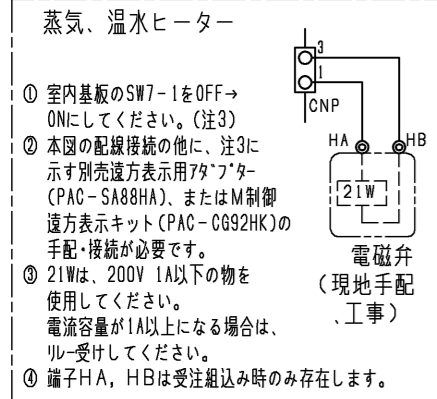 蒸気、温水ヒーター
① 室内基板のSW7-1をOFF→
ONにしてください。(注3)
② 本図の配線接続の他に、注3に
示す別売遠方表示用ｱﾀﾞﾌﾟﾀｰ
(PAC-SA88HA)、またはM制御
遠方表示キット(PAC-CG92HK)の
手配・接続が必要です。
③ 21Wは、200V 1A以下の物を
使用してください。
電流容量が1A以上になる場合は、
ﾘﾚｰ受けしてください。
④ 端子HA, HBは受注組込み時のみ存在します。
3
1
CNP
HA
HB
21W
電磁弁
(現地手配
、工事)